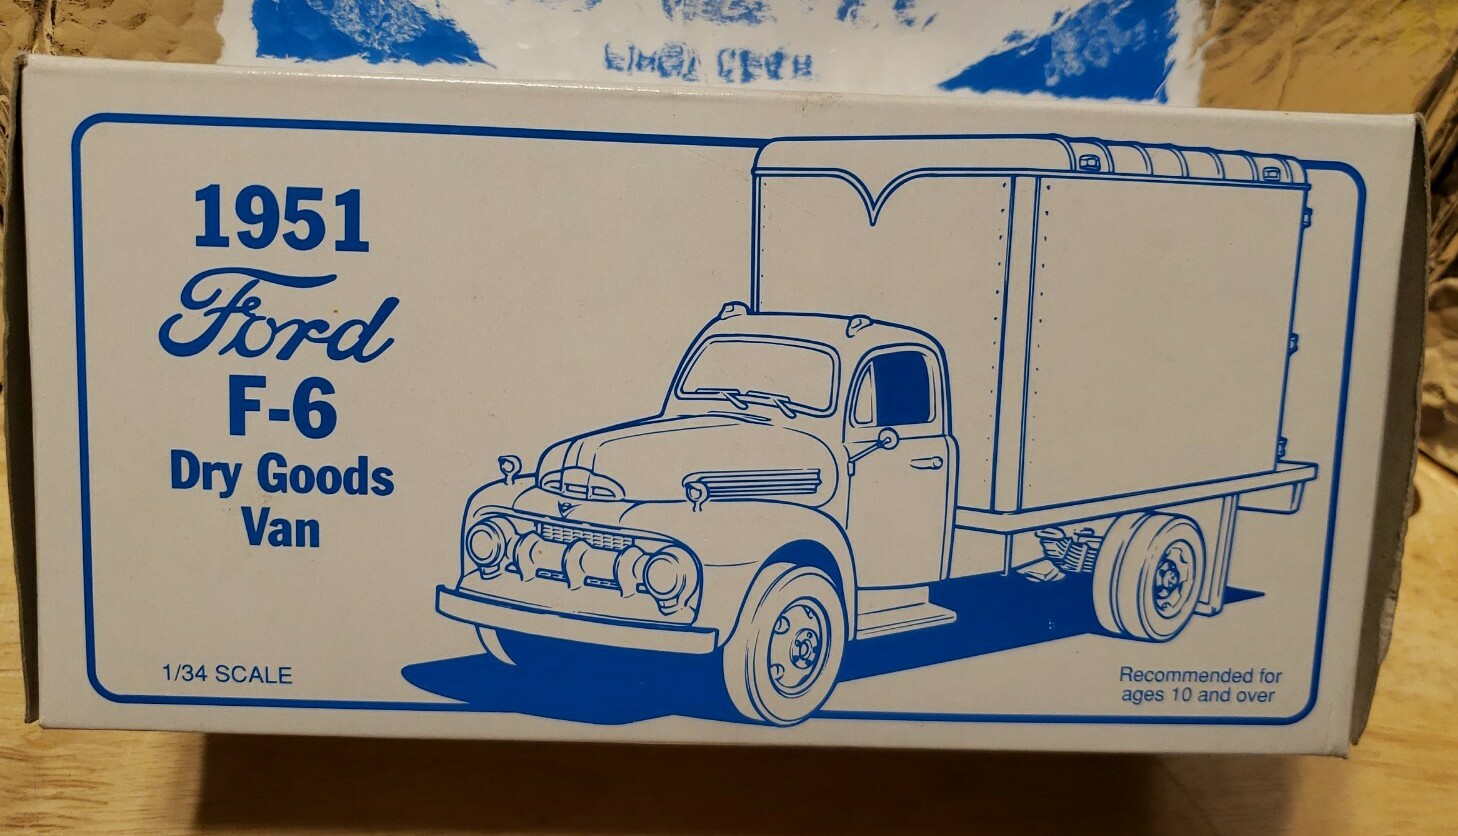 1951
Ford
F-6
Dry Goods
Van
1/34 SCALE
Recommended for
ages 10 and over